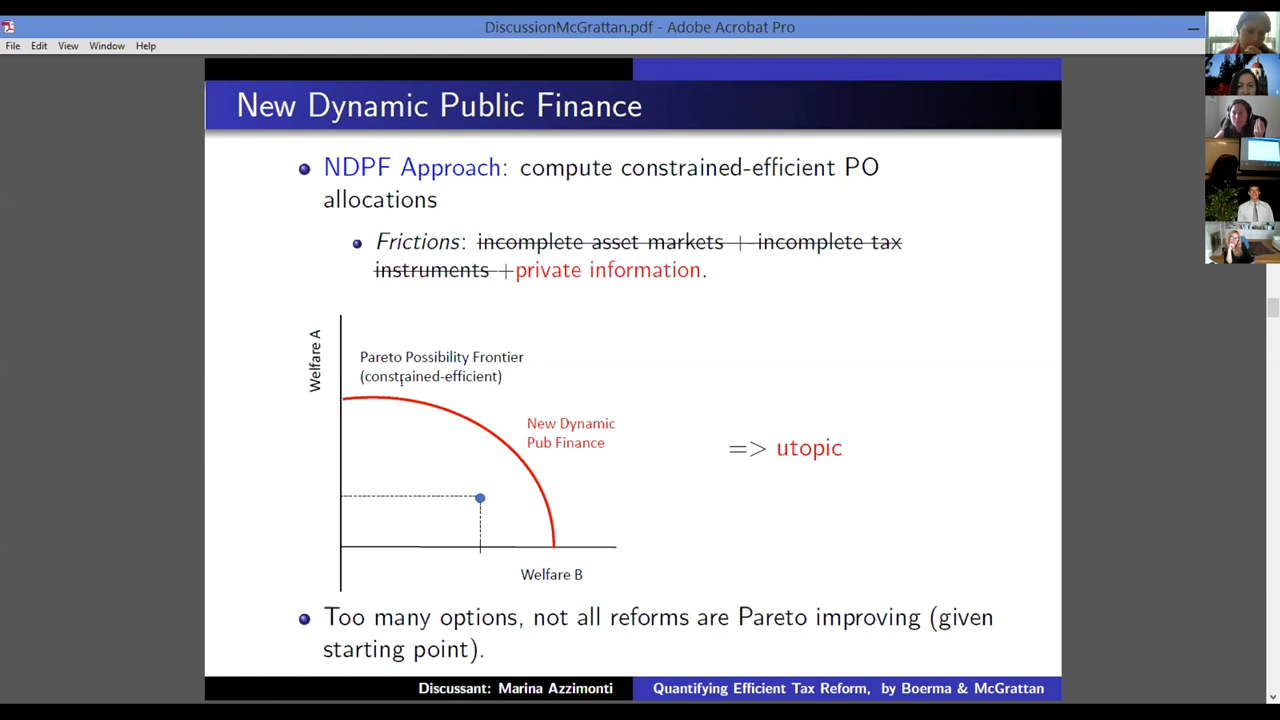 DiscussionMcGrattan.pdf - Adobe Acrobat Pro
File Edit View Window Help
New Dynamic Public Finance
NDPF Approach: compute constrained-efficient PO
allocations
Frictions: incomplete asset markets + incomplete tax
instruments +private information.
Welfare A
Pareto Possibility Frontier
(constrained-efficient)
New Dynamic
Pub Finance
=> utopic
Welfare B
Too many options, not all reforms are Pareto improving (given
starting point).
Discussant: Marina Azzimonti
Quantifying Efficient Tax Reform, by Boerma & McGrattan